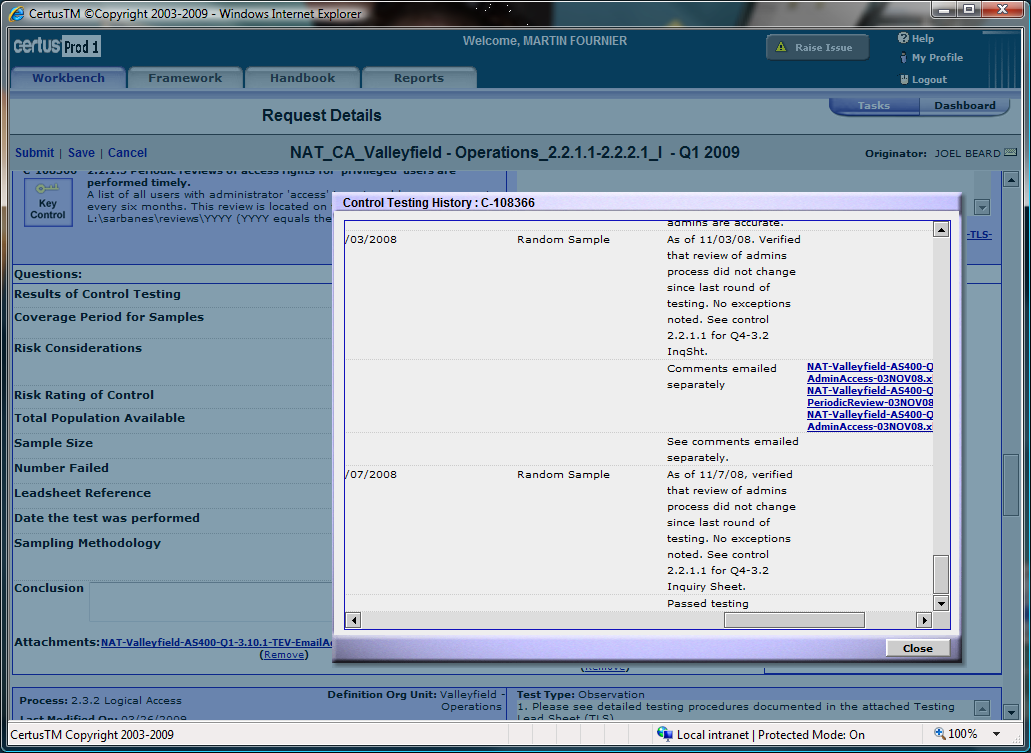 CertusTM ©Copyright 2003-2009 - Windows Internet Explorer
certus Prod 1
Welcome, MARTIN FOURNIER
Raise Issue
Help
My Profile
Logout
Workbench
Framework
Handbook
Reports
Request Details
Tasks
Dashboard
Submit | Save | Cancel
NAT_CA_Valleyfield - Operations_2.2.1.1-2.2.2.1_I - Q1 2009
Originator: JOEL BEARD
C-108366 2.2.1.3 Periodic reviews of access rights for 'privileged' users are
performed timely.
A list of all users with administrator 'access'
every six months. This review is located on
L:\sarbanes\reviews\YYYY (YYYY equals the
Key
Control
-TLS-
Questions:
Results of Control Testing
Coverage Period for Samples
Risk Considerations
Risk Rating of Control
Total Population Available
Sample Size
Number Failed
Leadsheet Reference
Date the test was performed
Sampling Methodology
Conclusion
Attachments: NAT-Valleyfield-AS400-Q1-3.10.1-TEV-EmailAd
(Remove)
(Remove)
Control Testing History : C-108366
admins are accurate.
/03/2008 Random Sample As of 11/03/08. Verified
that review of admins
process did not change
since last round of
testing. No exceptions
noted. See control
2.2.1.1 for Q4-3.2
InqSht.
Comments emailed
separately
NAT-Valleyfield-AS400-Q
AdminAccess-03NOV08.x
NAT-Valleyfield-AS400-Q
PeriodicReview-03NOV08
NAT-Valleyfield-AS400-Q
AdminAccess-03NOV08.x
See comments emailed
separately.
/07/2008 Random Sample As of 11/7/08, verified
that review of admins
process did not change
since last round of
testing. No exceptions
noted. See control
2.2.1.1 for Q4-3.2
Inquiry Sheet.
Passed testing
Close
Process: 2.3.2 Logical Access
Last Modified On: 03/26/2009
Definition Org Unit: Valleyfield -
Operations
Test Type: Observation
1. Please see detailed testing procedures documented in the attached Testing
Lead Sheet (TLS)
CertusTM Copyright 2003-2009
Local intranet | Protected Mode: On
100%